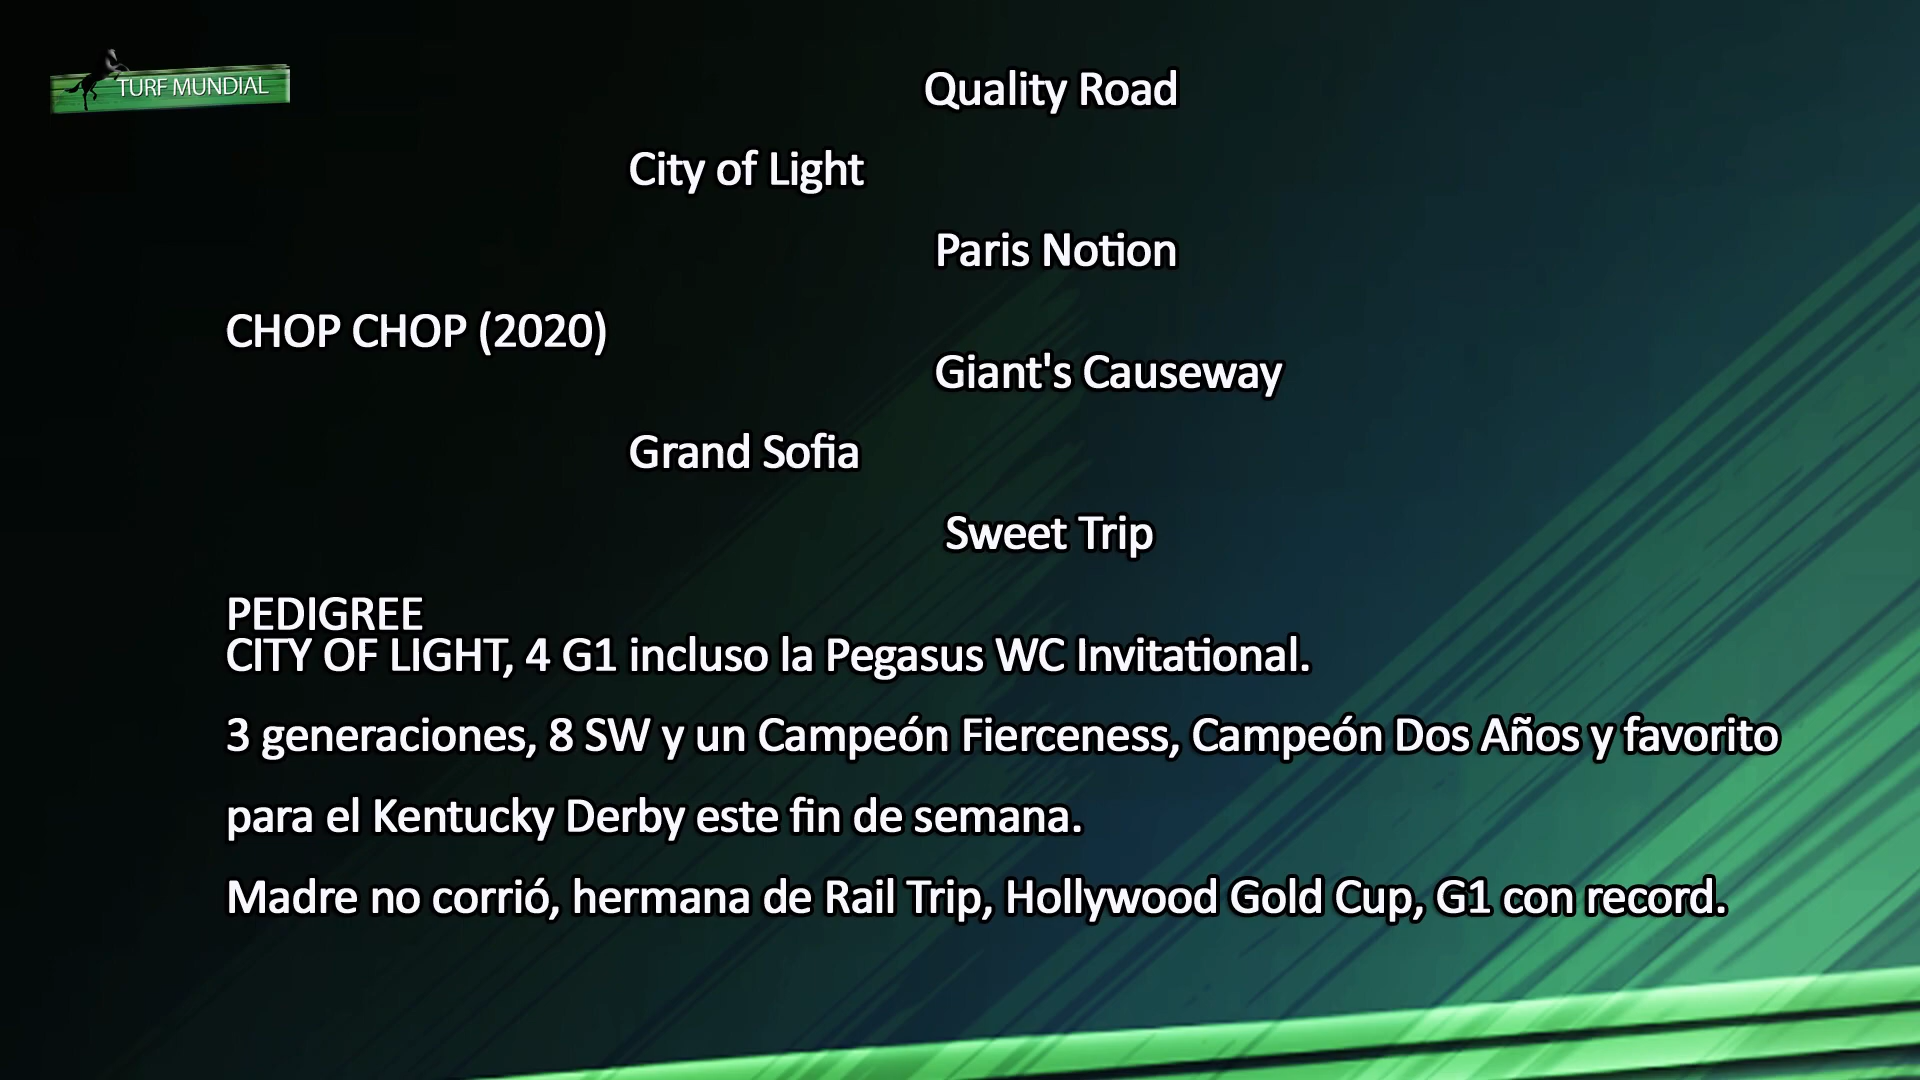 TURF MUNDIAL
Quality Road
City of Light
Paris Notion
CHOP CHOP (2020)
Giant's Causeway
Grand Sofia
Sweet Trip
PEDIGREE
CITY OF LIGHT, 4 G1 incluso la Pegasus WC Invitational.
3 generaciones, 8 SW y un Campeón Fierceness, Campeón Dos Años y favorito
para el Kentucky Derby este fin de semana.
Madre no corrió, hermana de Rail Trip, Hollywood Gold Cup, G1 con record.